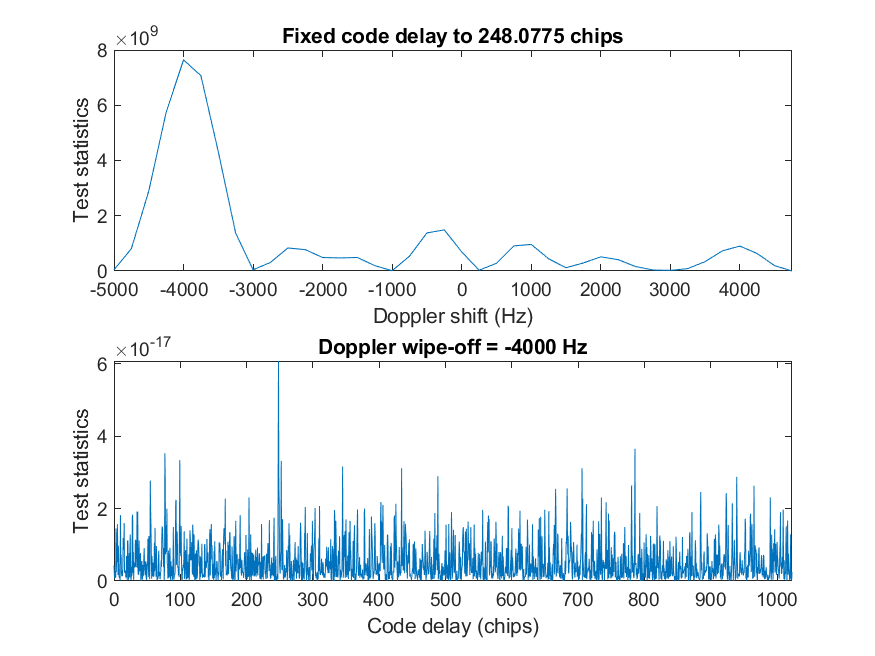 ×10⁹
Fixed code delay to 248.0775 chips
8
6
4
2
0
Test statistics
-5000 -4000 -3000 -2000 -1000 0 1000 2000 3000 4000
Doppler shift (Hz)
×10⁻¹⁷
Doppler wipe-off = -4000 Hz
6
4
2
0
Test statistics
0 100 200 300 400 500 600 700 800 900 1000
Code delay (chips)